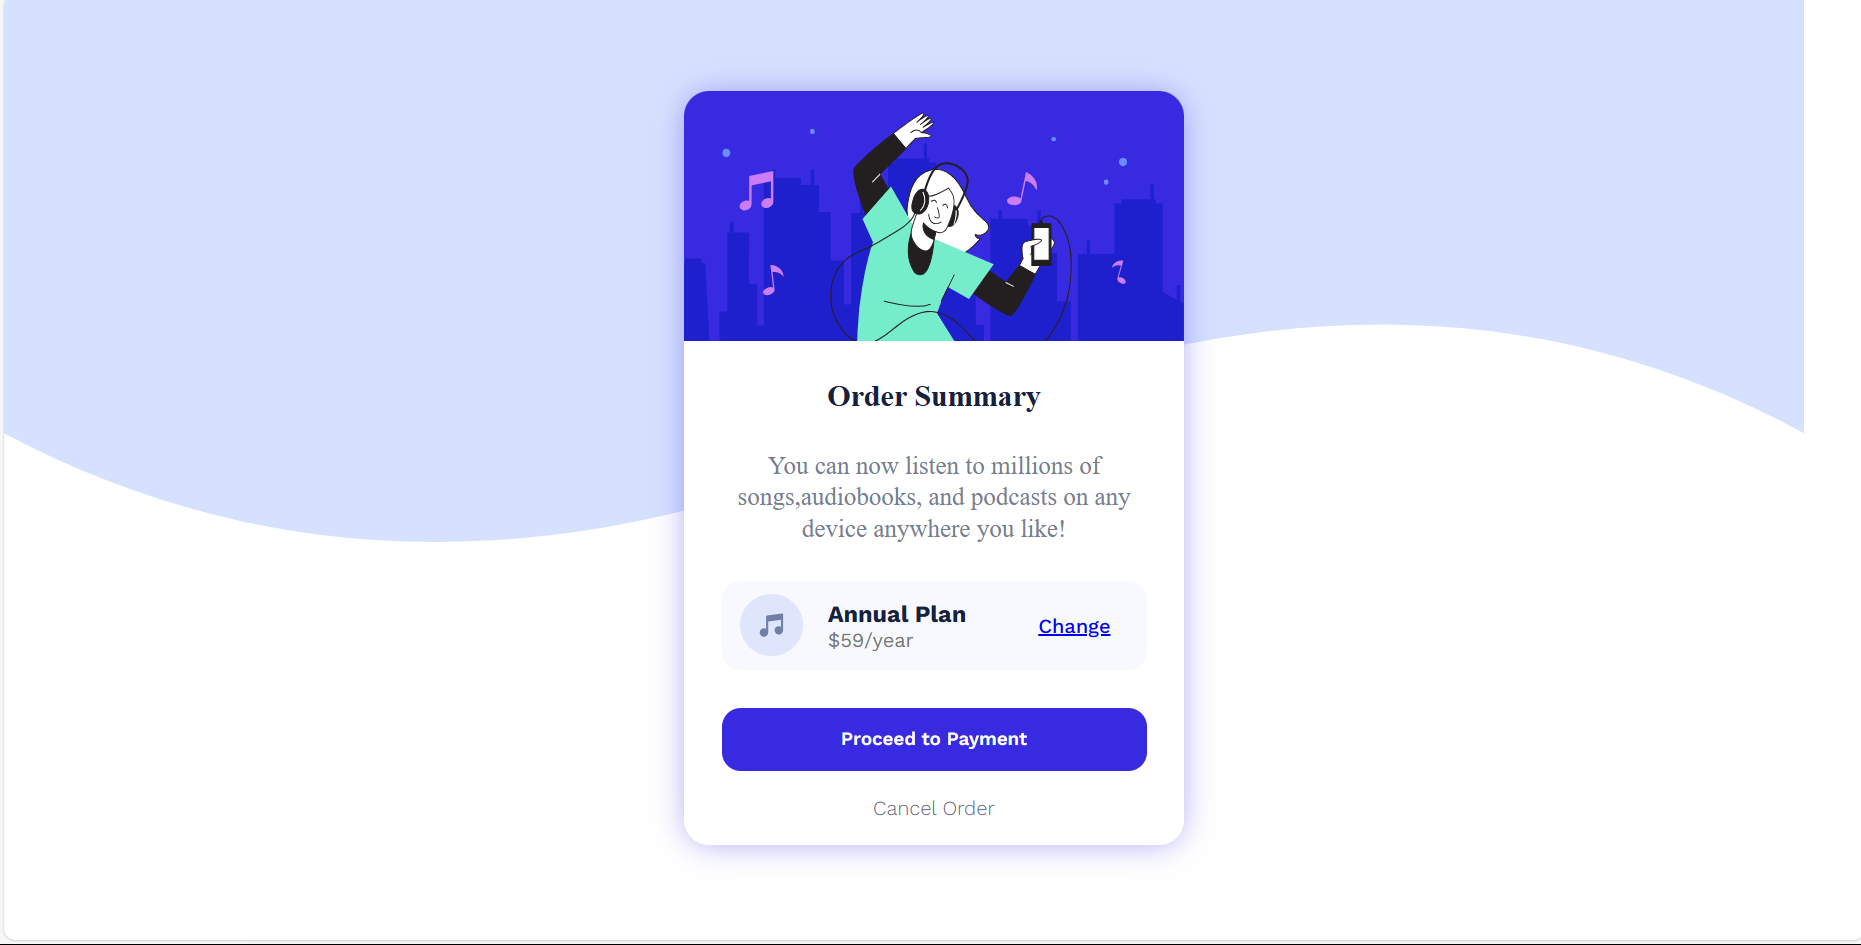 Order Summary
You can now listen to millions of
songs,audiobooks, and podcasts on any
device anywhere you like!
Annual Plan
$59/year
Change
Proceed to Payment
Cancel Order